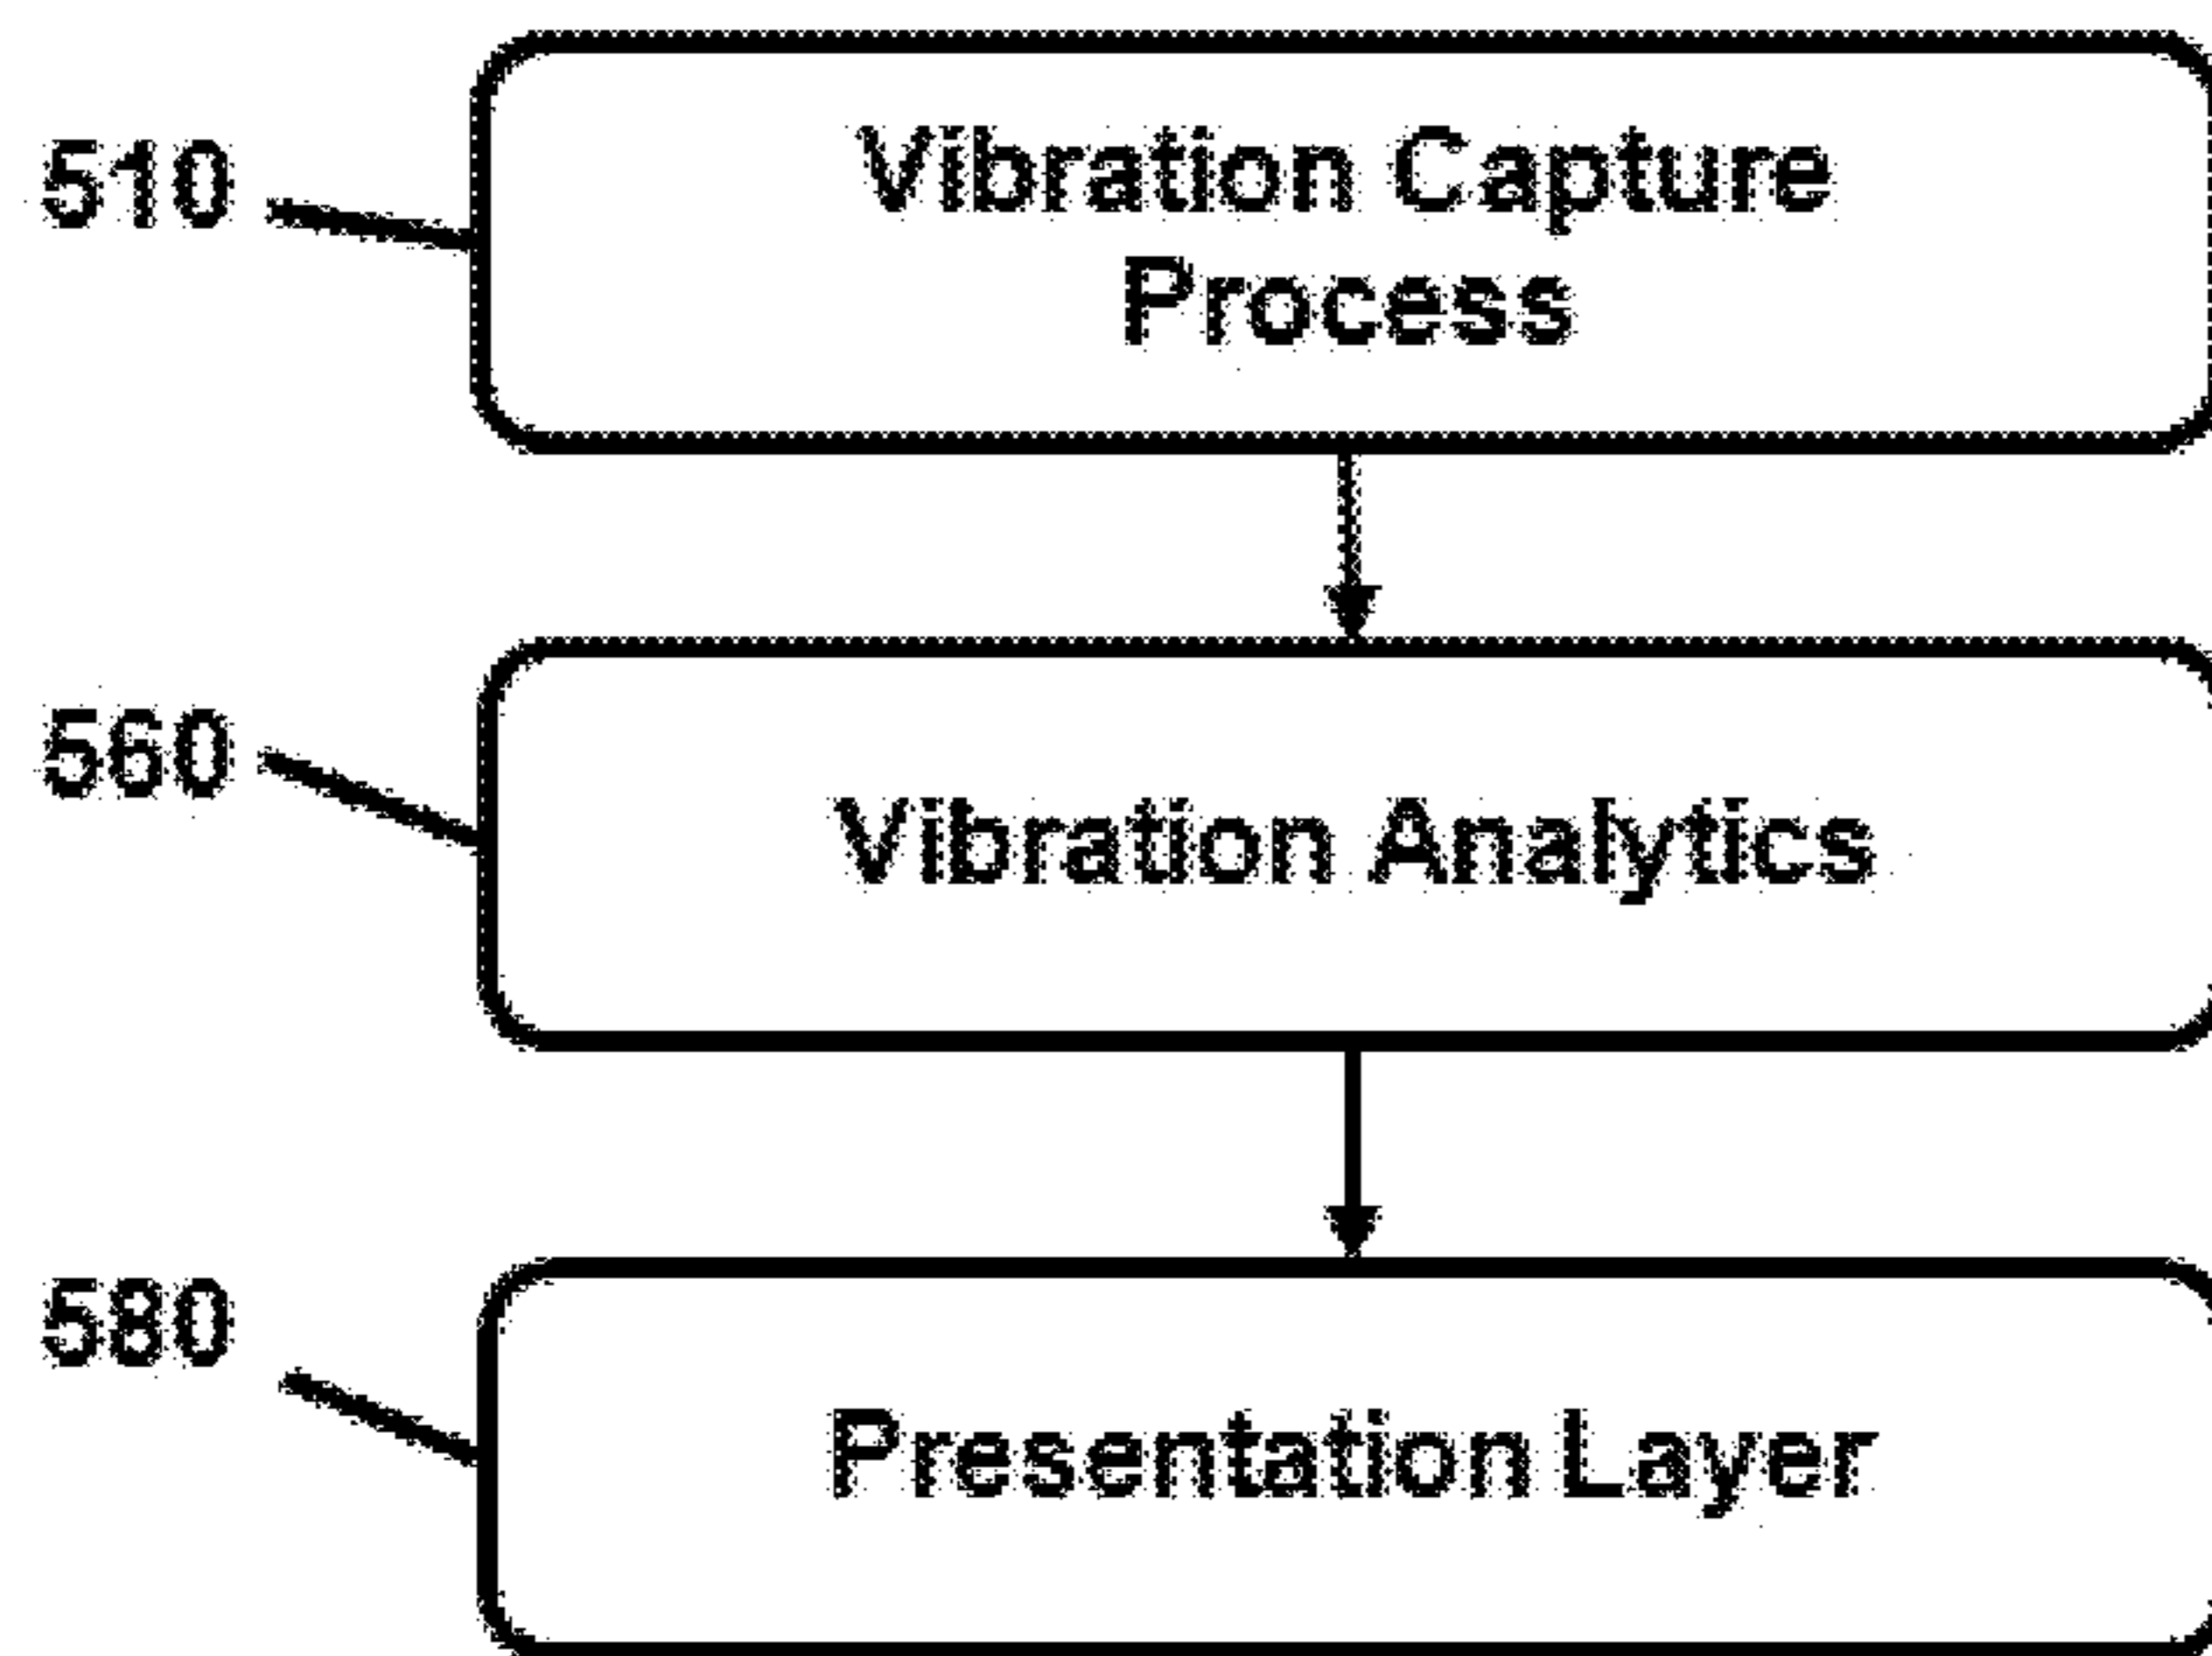 510
Vibration Capture
Process
560
Vibration Analytics
580
Presentation Layer